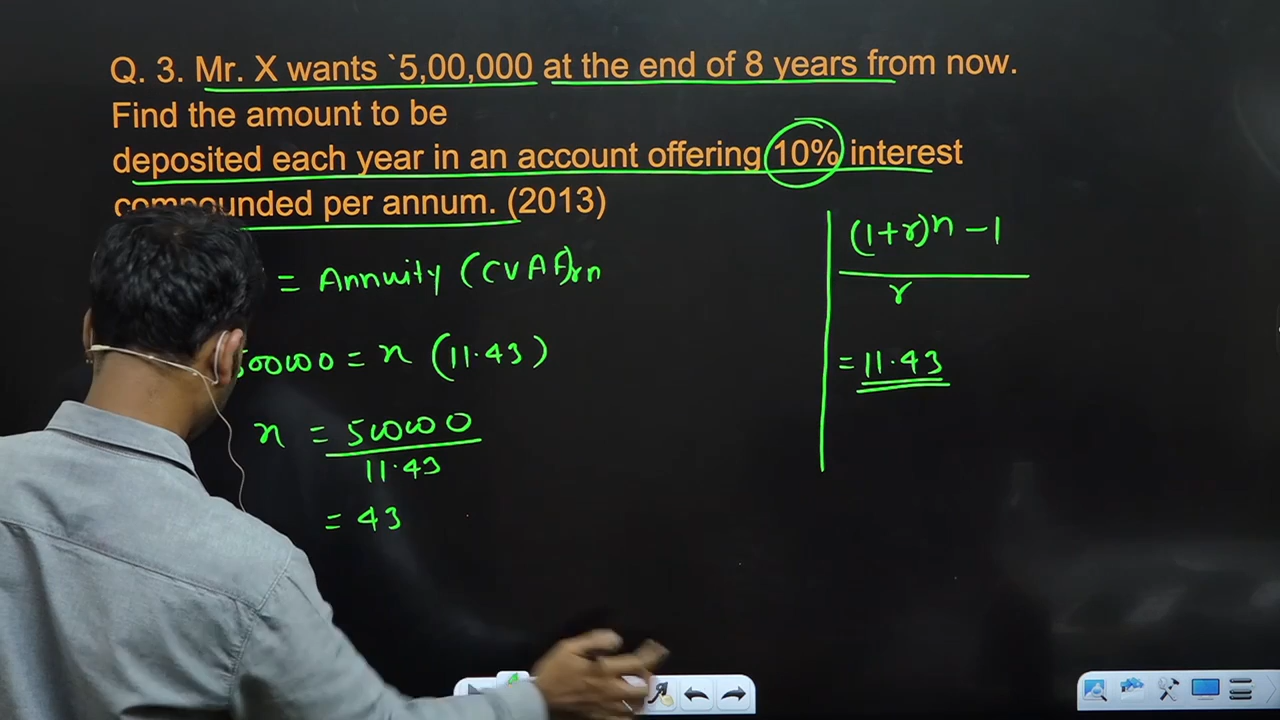 Q. 3. Mr. X wants `5,00,000 at the end of 8 years from now.
Find the amount to be
deposited each year in an account offering 10% interest
compounded per annum. (2013)
= Annuity (CVAF)rn
500000 = x (11.43)
x = 500000
11.43
= 43
(1+r)n - 1
r
= 11.43